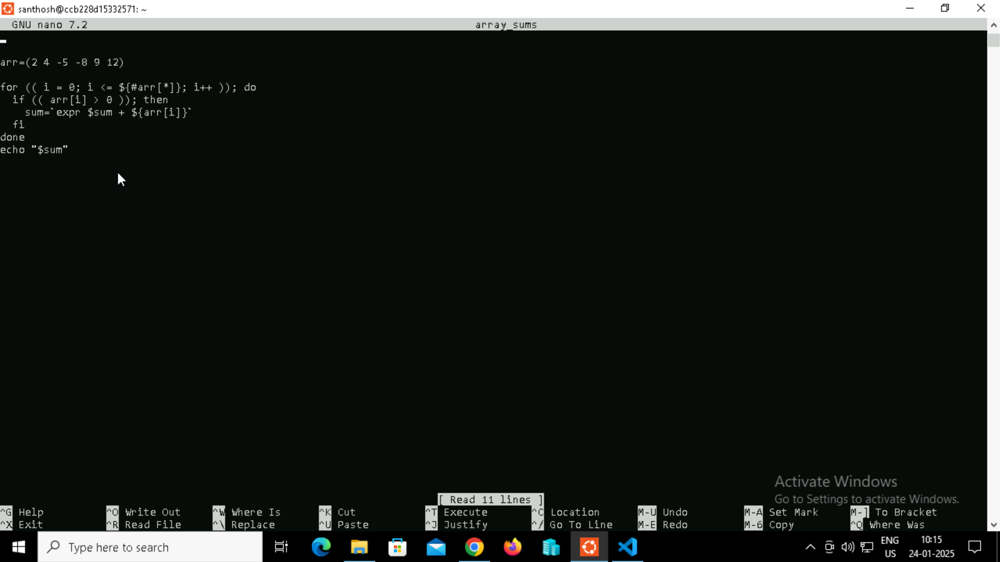 santhosh@ccb228d15332571: ~
GNU nano 7.2 array_sums
arr=(2 4 -5 -8 9 12)
for (( i = 0; i <= ${#arr[*]}; i++ )); do
  if (( arr[i] > 0 )); then
    sum=`expr $sum + ${arr[i]}`
  fi
done
echo "$sum"
Activate Windows
Go to Settings to activate Windows.
[ Read 11 lines ]
^G Help ^O Write Out ^W Where Is ^K Cut ^T Execute ^C Location M-U Undo M-A Set Mark M-] To Bracket
^X Exit ^R Read File ^\ Replace ^U Paste ^J Justify ^/ Go To Line M-E Redo M-6 Copy ^Q Where Was
Type here to search
ENG
US
10:15
24-01-2025